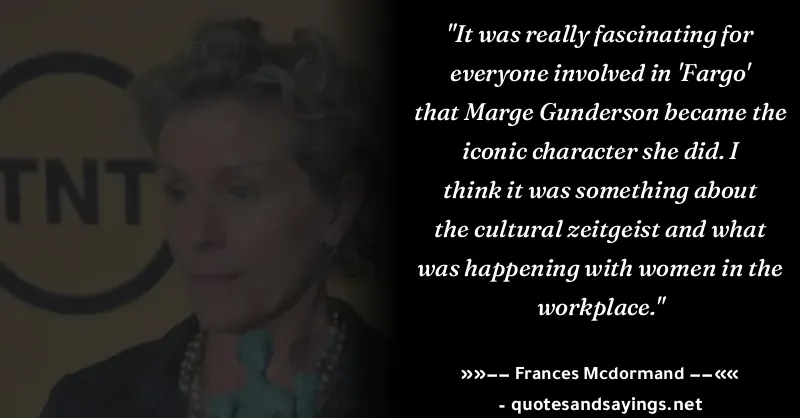 TNT
"It was really fascinating for
everyone involved in 'Fargo'
that Marge Gunderson became the
iconic character she did. I
think it was something about
the cultural zeitgeist and what
was happening with women in the
workplace."
»»−− Frances Mcdormand −−««
- quotesandsayings.net